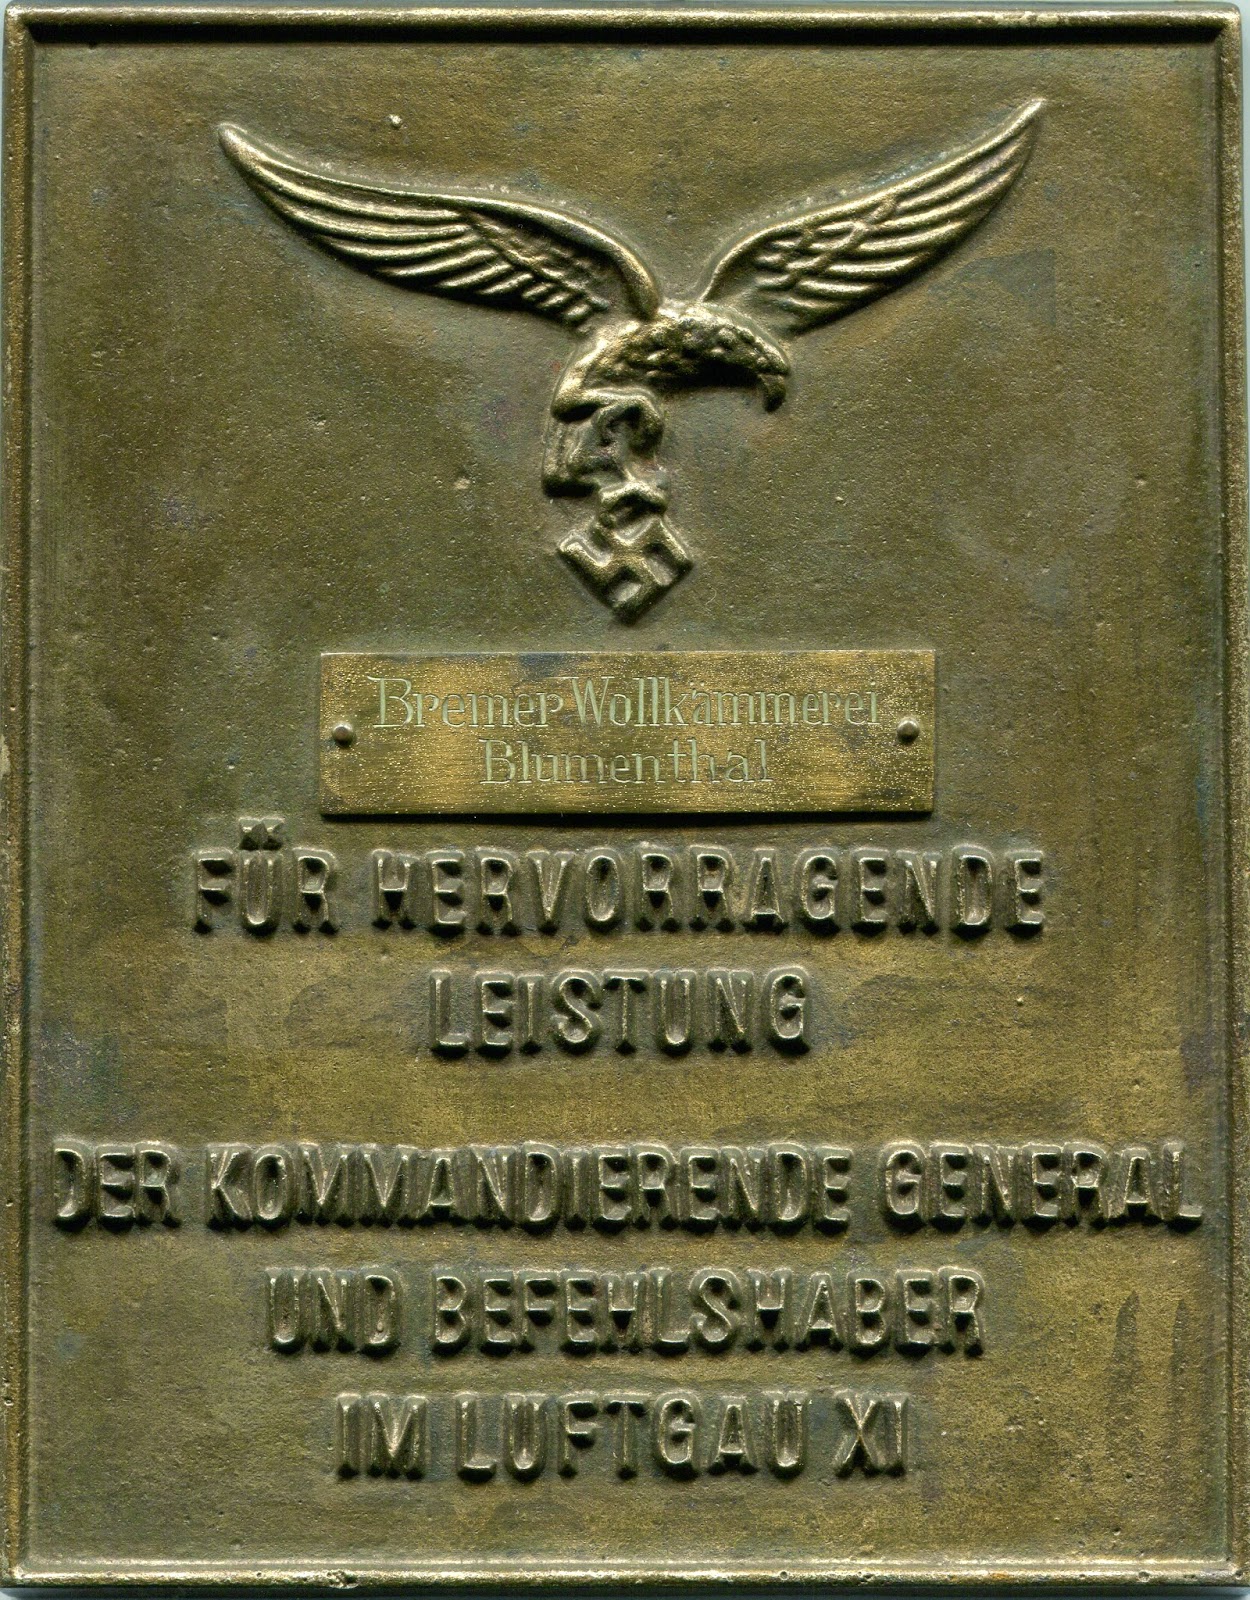 Bremer Wollkämmerei
Blumenthal
FÜR HERVORRAGENDE
LEISTUNG
DER KOMMANDIERENDE GENERAL
UND BEFEHLSHABER
IM LUFTGAU XI